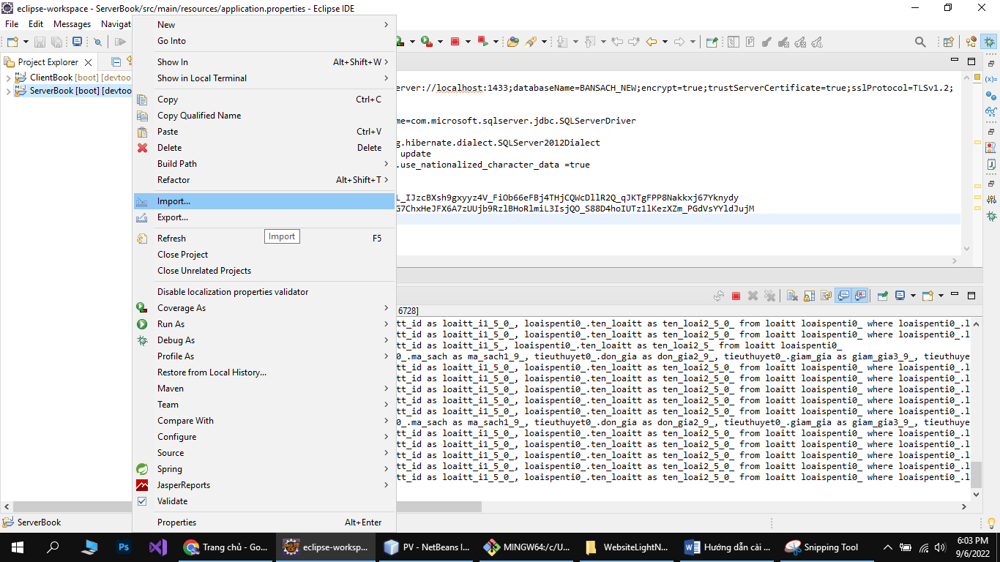 eclipse-workspace - ServerBook/src/main/resources/application.properties - Eclipse IDE
File Edit Messages Navigat
Project Explorer
ClientBook [boot] [devtoo
ServerBook [boot] [devtoo
New
Go Into
Show In Alt+Shift+W
Show in Local Terminal
Copy Ctrl+C
Copy Qualified Name
Paste Ctrl+V
Delete Delete
Build Path
Refactor Alt+Shift+T
Import...
Export...
Import
Refresh F5
Close Project
Close Unrelated Projects
Disable localization properties validator
Coverage As
Run As
Debug As
Profile As
Restore from Local History...
Maven
Team
Compare With
Configure
Source
Spring
JasperReports
Validate
Properties Alt+Enter
erver://localhost:1433;databaseName=BANSACH_NEW;encrypt=true;trustServerCertificate=true;sslProtocol=TLSv1.2;
me=com.microsoft.sqlserver.jdbc.SQLServerDriver
g.hibernate.dialect.SQLServer2012Dialect
update
.use_nationalized_character_data =true
L_IJzcBXsh9gxyyz4V_FiOb66eFBj4THjCQWcDllR2Q_qJKTgFPP8Nakkxj67Yknydy
G7ChxHeJFX6A7zUUjb9RzlBHoRlmiL3IsjQO_S88D4hoIUTz1lKezXZm_PGdVsYYldJujM
6728]
tt_id as loaitt_i1_5_0_, loaispenti0_.ten_loaitt as ten_loai2_5_0_ from loaitt loaispenti0_ where loaispenti0_.l
tt_id as loaitt_i1_5_0_, loaispenti0_.ten_loaitt as ten_loai2_5_0_ from loaitt loaispenti0_ where loaispenti0_.l
tt_id as loaitt_i1_5_, loaispenti0_.ten_loaitt as ten_loai2_5_ from loaitt loaispenti0_
0_.ma_sach as ma_sach1_9_, tieuthuyet0_.don_gia as don_gia2_9_, tieuthuyet0_.giam_gia as giam_gia3_9_, tieuthuye
tt_id as loaitt_i1_5_0_, loaispenti0_.ten_loaitt as ten_loai2_5_0_ from loaitt loaispenti0_ where loaispenti0_.l
tt_id as loaitt_i1_5_0_, loaispenti0_.ten_loaitt as ten_loai2_5_0_ from loaitt loaispenti0_ where loaispenti0_.l
tt_id as loaitt_i1_5_0_, loaispenti0_.ten_loaitt as ten_loai2_5_0_ from loaitt loaispenti0_ where loaispenti0_.l
tt_id as loaitt_i1_5_0_, loaispenti0_.ten_loaitt as ten_loai2_5_0_ from loaitt loaispenti0_ where loaispenti0_.l
tt_id as loaitt_i1_5_0_, loaispenti0_.ten_loaitt as ten_loai2_5_0_ from loaitt loaispenti0_ where loaispenti0_.l
0_.ma_sach as ma_sach1_9_, tieuthuyet0_.don_gia as don_gia2_9_, tieuthuyet0_.giam_gia as giam_gia3_9_, tieuthuye
tt_id as loaitt_i1_5_0_, loaispenti0_.ten_loaitt as ten_loai2_5_0_ from loaitt loaispenti0_ where loaispenti0_.l
tt_id as loaitt_i1_5_0_, loaispenti0_.ten_loaitt as ten_loai2_5_0_ from loaitt loaispenti0_ where loaispenti0_.l
tt_id as loaitt_i1_5_0_, loaispenti0_.ten_loaitt as ten_loai2_5_0_ from loaitt loaispenti0_ where loaispenti0_.l
tt_id as loaitt_i1_5_0_, loaispenti0_.ten_loaitt as ten_loai2_5_0_ from loaitt loaispenti0_ where loaispenti0_.l
tt_id as loaitt_i1_5_0_, loaispenti0_.ten_loaitt as ten_loai2_5_0_ from loaitt loaispenti0_ where loaispenti0_.l
ServerBook
Ps Trang chủ - Go... eclipse-worksp... PV - NetBeans I... MINGW64:/c/U... WebsiteLightN... Hướng dẫn cài ... Snipping Tool 6:03 PM
9/6/2022